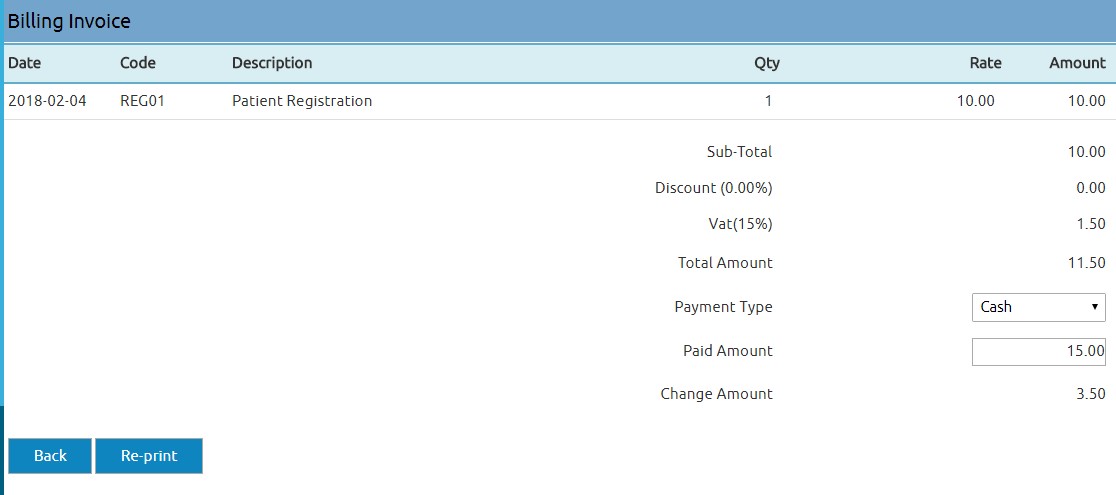 Billing Invoice
Date Code Description Qty Rate Amount
2018-02-04 REG01 Patient Registration 1 10.00 10.00
Sub-Total 10.00
Discount (0.00%) 0.00
Vat(15%) 1.50
Total Amount 11.50
Payment Type Cash
Paid Amount 15.00
Change Amount 3.50
Back Re-print